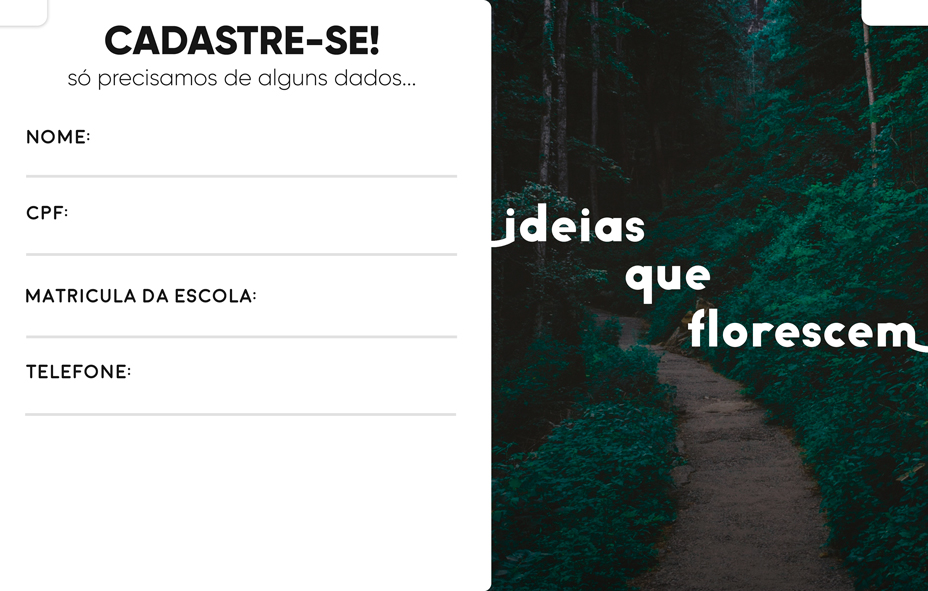 CADASTRE-SE!
só precisamos de alguns dados...
NOME:
CPF:
MATRICULA DA ESCOLA:
TELEFONE:
ideias
que
florescem